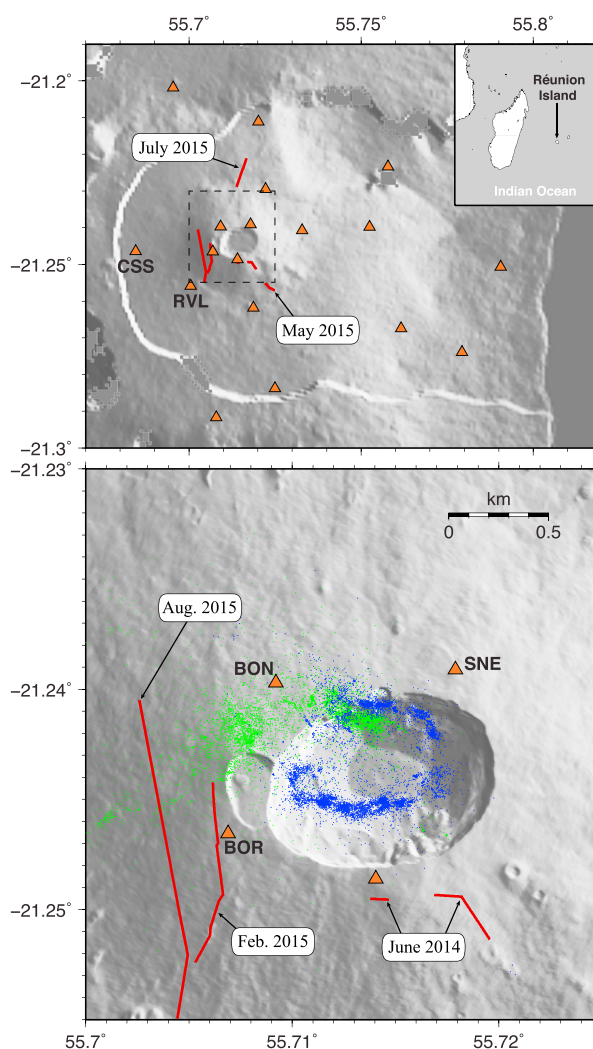 55.7°
55.75°
55.8°
−21.2°
−21.25°
−21.3°
Réunion
Island
Indian Ocean
July 2015
CSS
RVL
May 2015
−21.23°
−21.24°
−21.25°
km
0
0.5
Aug. 2015
BON
SNE
BOR
Feb. 2015
June 2014
55.7°
55.71°
55.72°